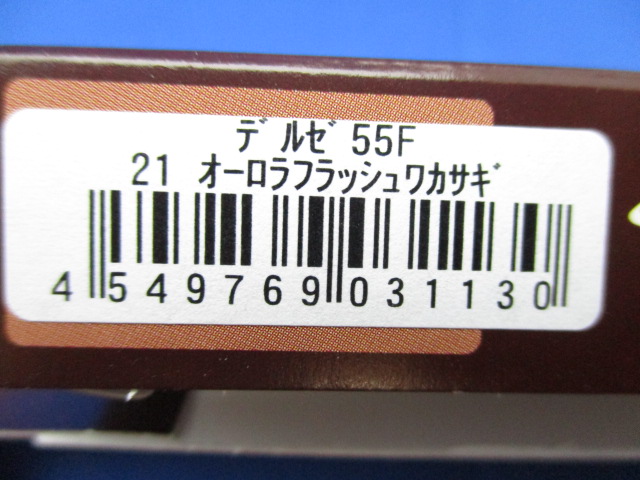 ﾃﾞﾙｾﾞ 55F
21 ｵｰﾛﾗﾌﾗｯｼｭﾜｶｻｷﾞ
4 549769 031130